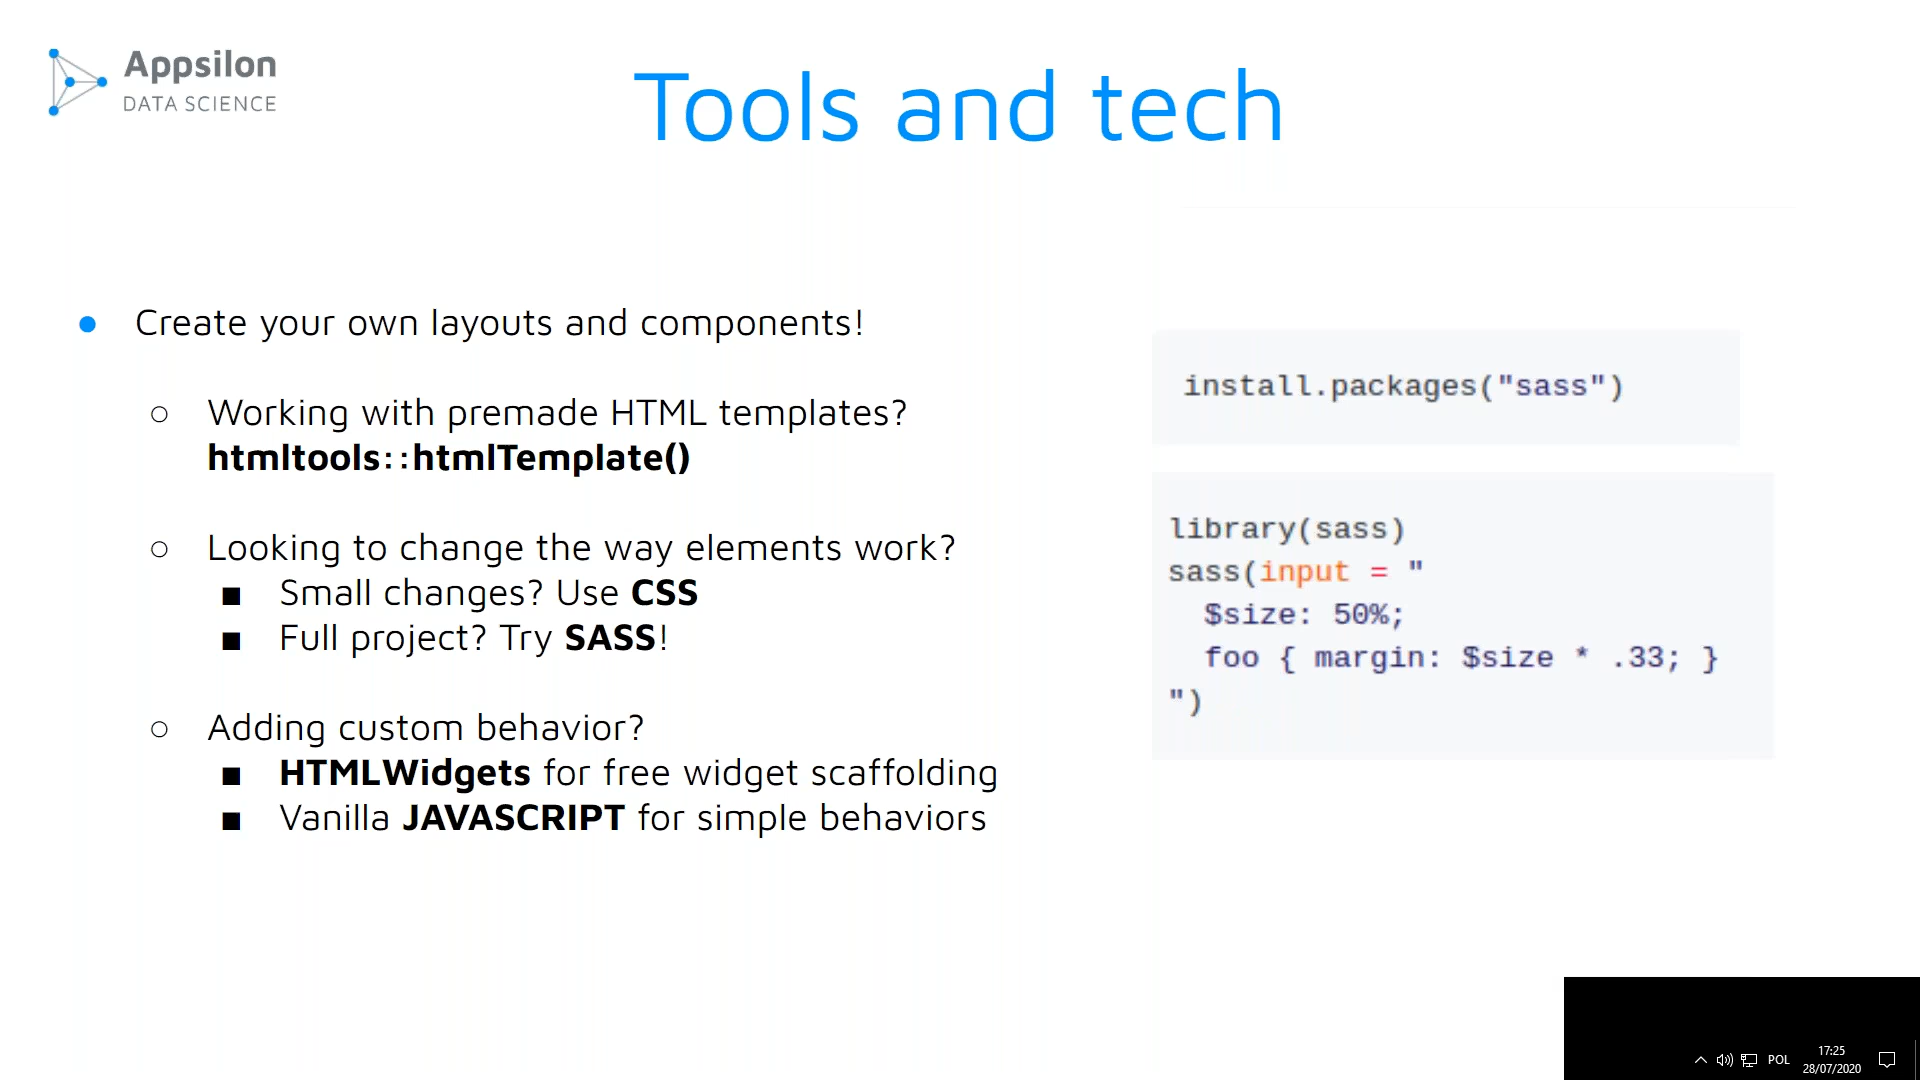 Appsilon
DATA SCIENCE
Tools and tech
● Create your own layouts and components!
○ Working with premade HTML templates?
htmltools::htmlTemplate()
○ Looking to change the way elements work?
■ Small changes? Use CSS
■ Full project? Try SASS!
○ Adding custom behavior?
■ HTMLWidgets for free widget scaffolding
■ Vanilla JAVASCRIPT for simple behaviors
install.packages("sass")
library(sass)
sass(input = "
  $size: 50%;
  foo { margin: $size * .33; }
")
POL
17:25
28/07/2020